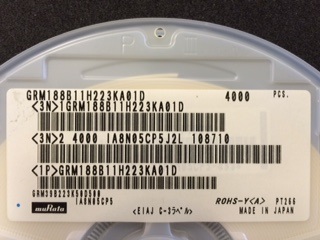 GRM188B11H223KA01D 4000 PCS.
<3N>1GRM188B11H223KA01D
<3N>2 4000 IA8N05CP5J2L 108710
<1P>GRM188B11H223KA01D
GRM39B223K50D500
IA8N05CP5 ROHS-Y(A) PT266
muRata <EIAJ C-3ラベル> MADE IN JAPAN